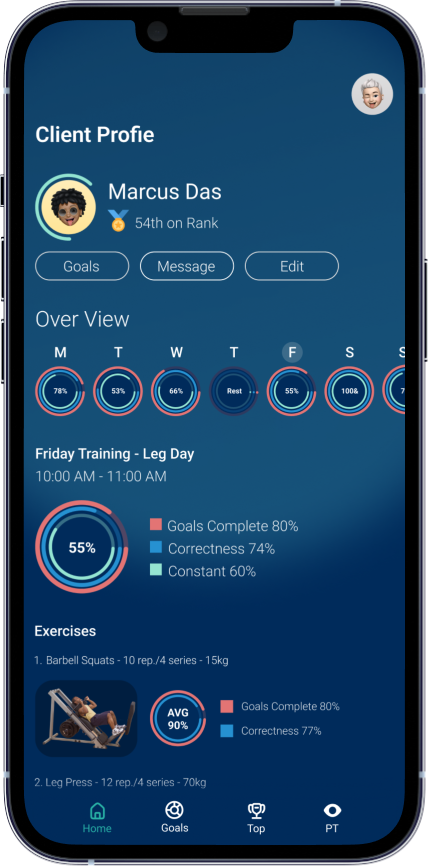 Client Profie
Marcus Das
54th on Rank
Goals Message Edit
Over View
M T W T F S S
78% 53% 66% Rest 55% 100& 7
Friday Training - Leg Day
10:00 AM - 11:00 AM
55%
Goals Complete 80%
Correctness 74%
Constant 60%
Exercises
1. Barbell Squats - 10 rep./4 series - 15kg
AVG
90%
Goals Complete 80%
Correctness 77%
2. Leg Press - 12 rep./4 series - 70kg
Home Goals Top PT